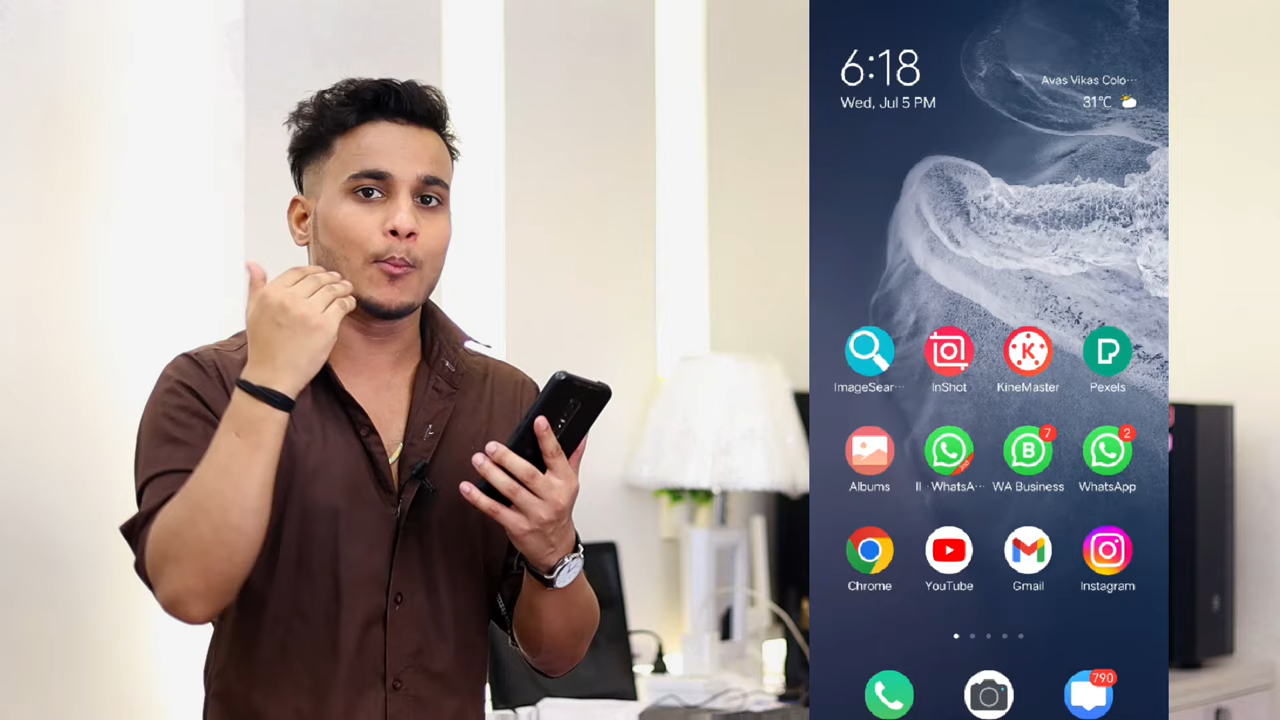 6:18
Wed, Jul 5 PM
Avas Vikas Colo...
31°C
ImageSear...
InShot
KineMaster
Pexels
Albums
II · WhatsA...
7
WA Business
2
WhatsApp
Chrome
YouTube
Gmail
Instagram
790